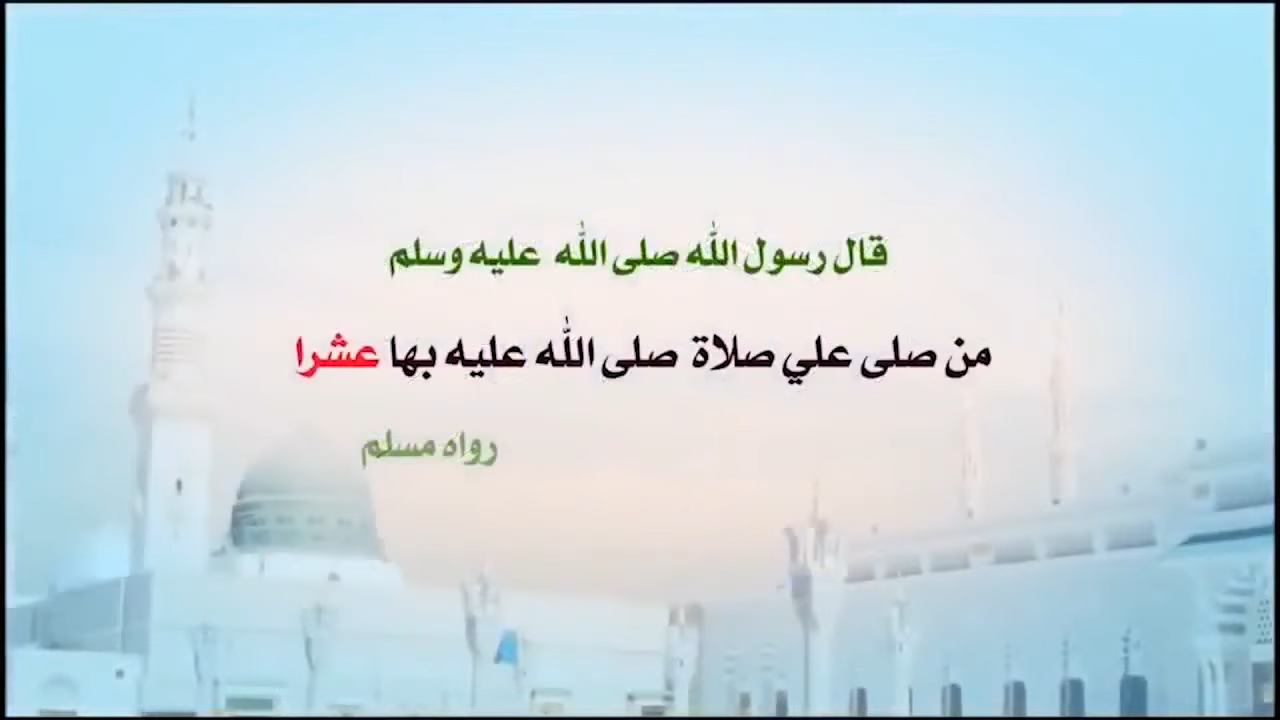 قال رسول الله صلى الله عليه وسلم
من صلى علي صلاة صلى الله عليه بها عشرا
رواه مسلم